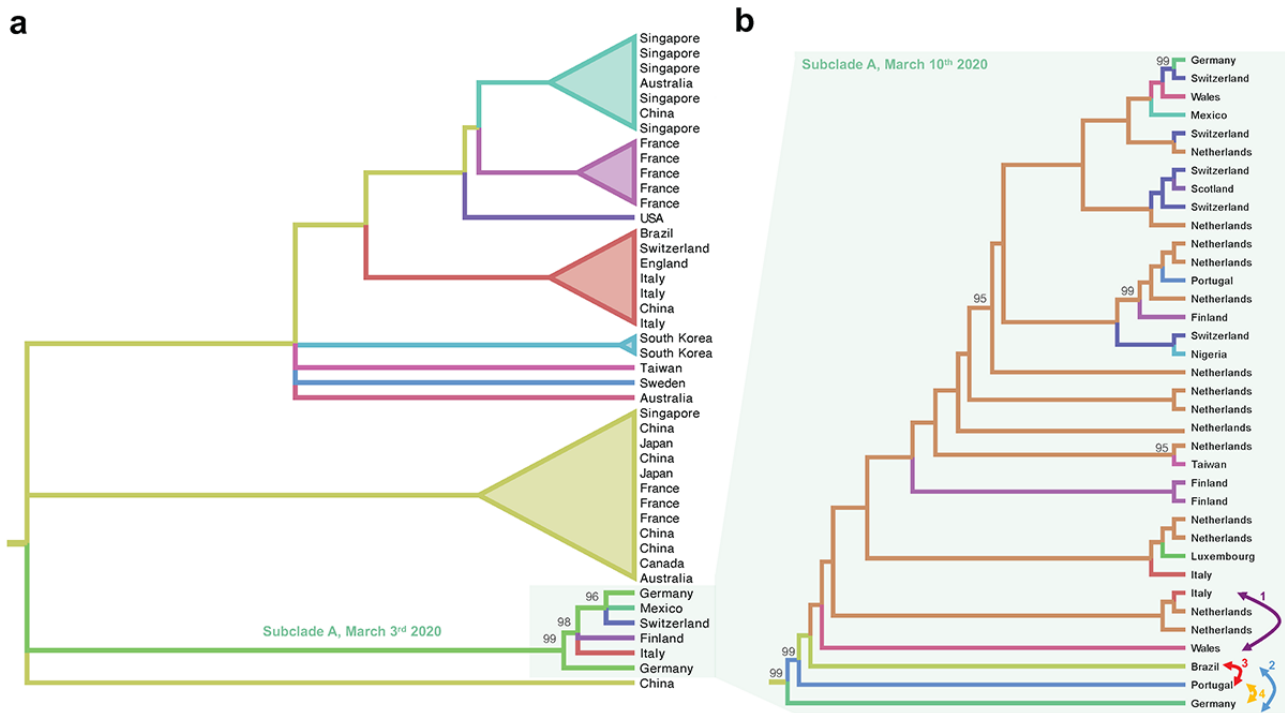 a
Singapore
Singapore
Singapore
Australia
Singapore
China
Singapore
France
France
France
France
France
USA
Brazil
Switzerland
England
Italy
Italy
China
Italy
South Korea
South Korea
Taiwan
Sweden
Australia
Singapore
China
Japan
China
Japan
France
France
France
China
China
Canada
Australia
Germany
96
Mexico
Switzerland
98
Subclade A, March 3rd 2020
Finland
99
Italy
Germany
China
b
Subclade A, March 10th 2020
99
Germany
Switzerland
Wales
Mexico
Switzerland
Netherlands
Switzerland
Scotland
Switzerland
Netherlands
Netherlands
Netherlands
Portugal
99
Netherlands
95
Finland
Switzerland
Nigeria
Netherlands
Netherlands
Netherlands
Netherlands
Netherlands
95
Taiwan
Finland
Finland
Netherlands
Netherlands
Luxembourg
Italy
Italy
1
Netherlands
Netherlands
Wales
99
Brazil
3
2
99
Portugal
4
Germany